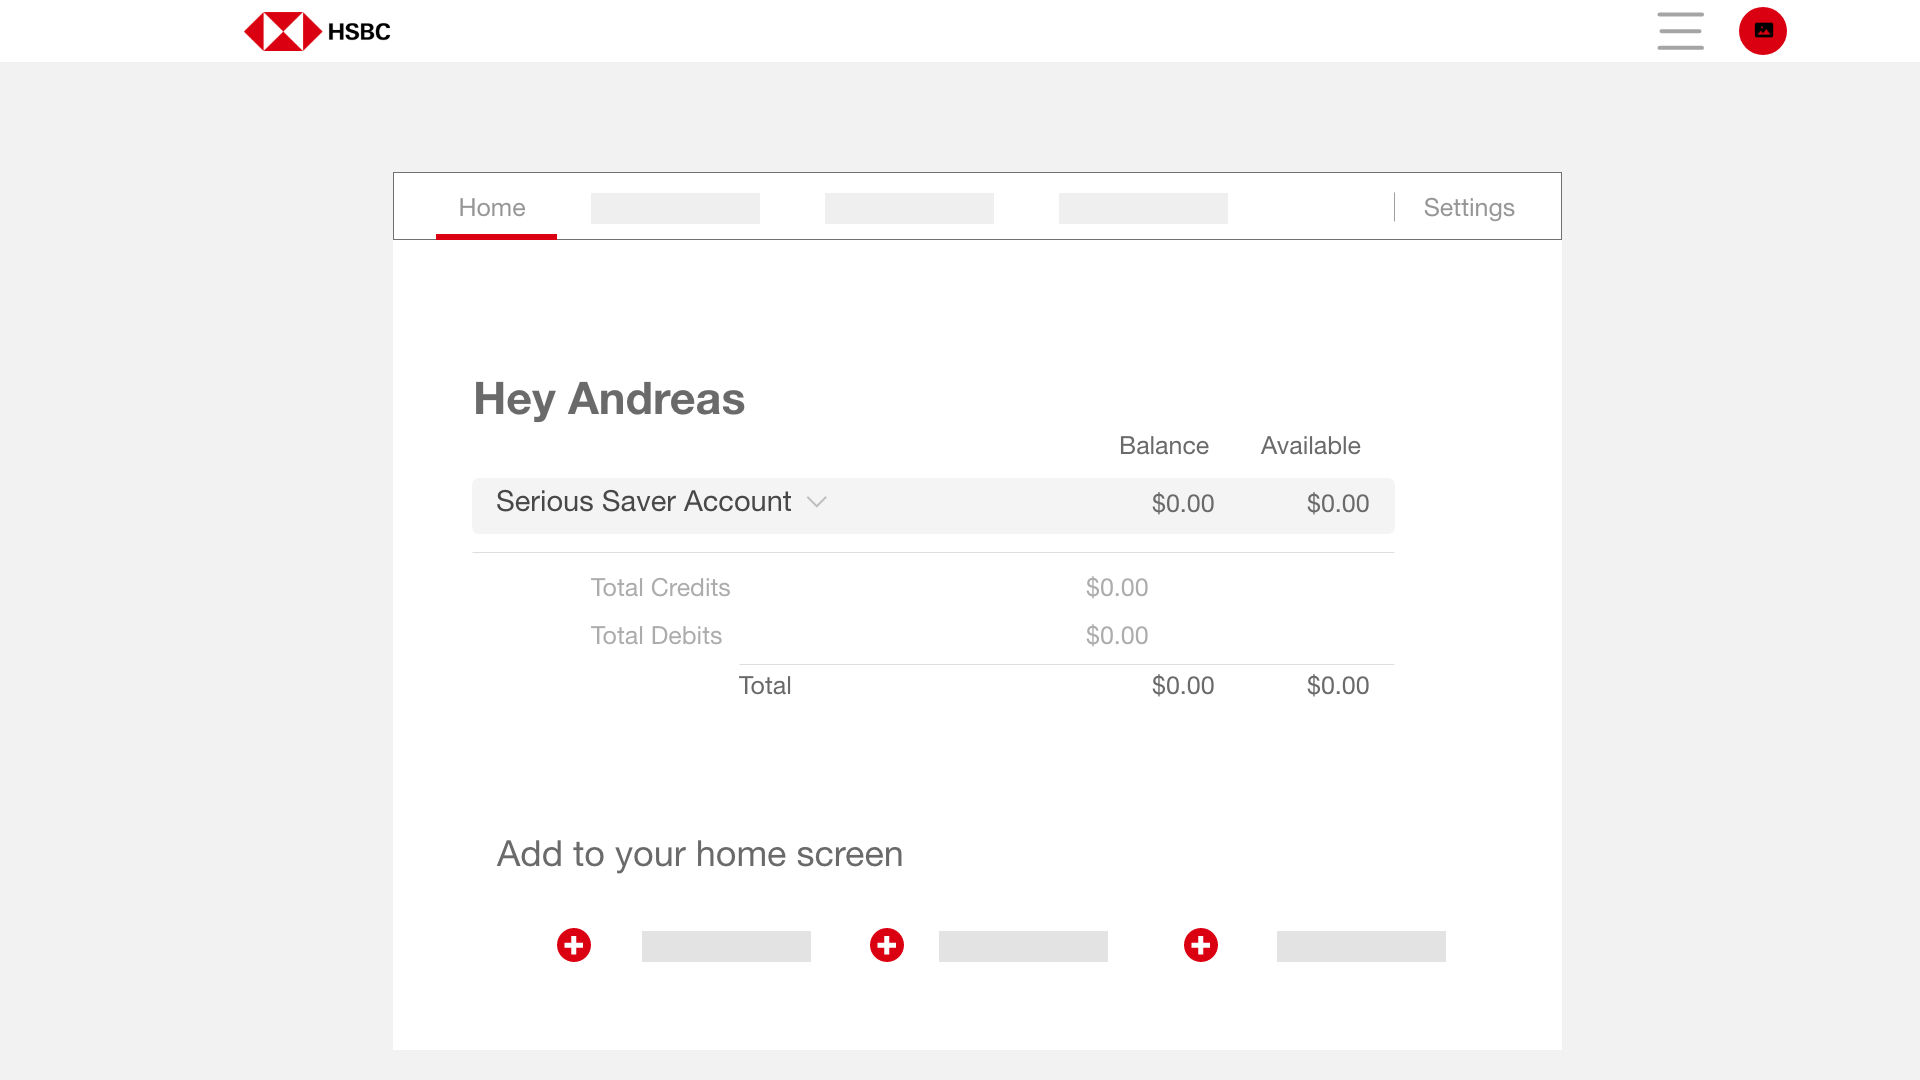 HSBC
Home Settings
Hey Andreas
Balance Available
Serious Saver Account $0.00 $0.00
Total Credits $0.00
Total Debits $0.00
Total $0.00 $0.00
Add to your home screen